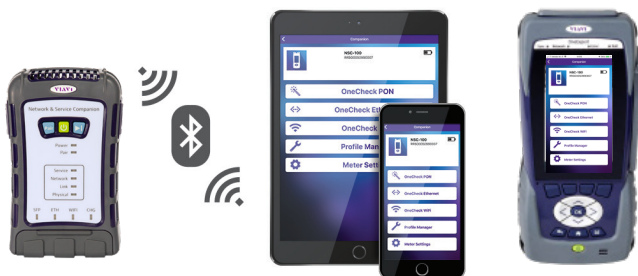 VIAVI
Network & Service Companion
Power
Pair
Service
Network
Link
Physical
SFP ETH WIFI CHG
Companion
NSC-100
OneCheck PON
OneCheck Eth
OneCheck
Profile Man
Meter Sett
Companion
NSC-100
OneCheck PON
OneCheck Ethernet
OneCheck WiFi
Profile Manager
Meter Settings
VIAVI
Companion
NSC-100
OneCheck PON
OneCheck Ethernet
OneCheck WiFi
Profile Manager
Meter Settings
OK